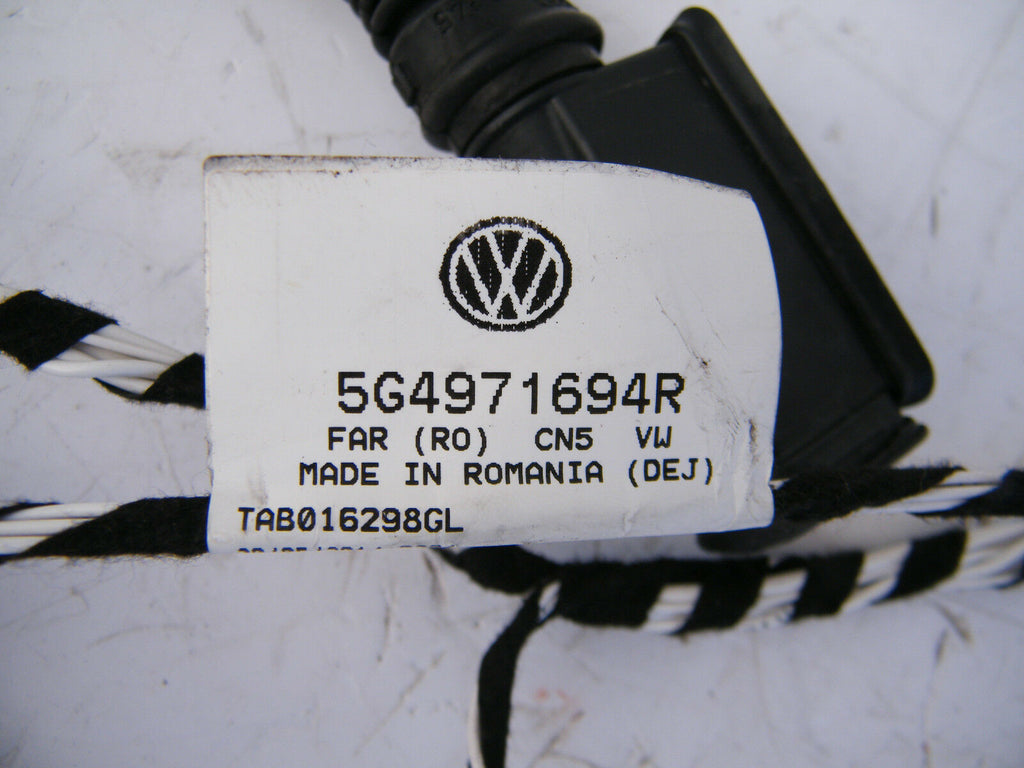 5G4971694R
FAR (RO) CN5 VW
MADE IN ROMANIA (DEJ)
TAB016298GL